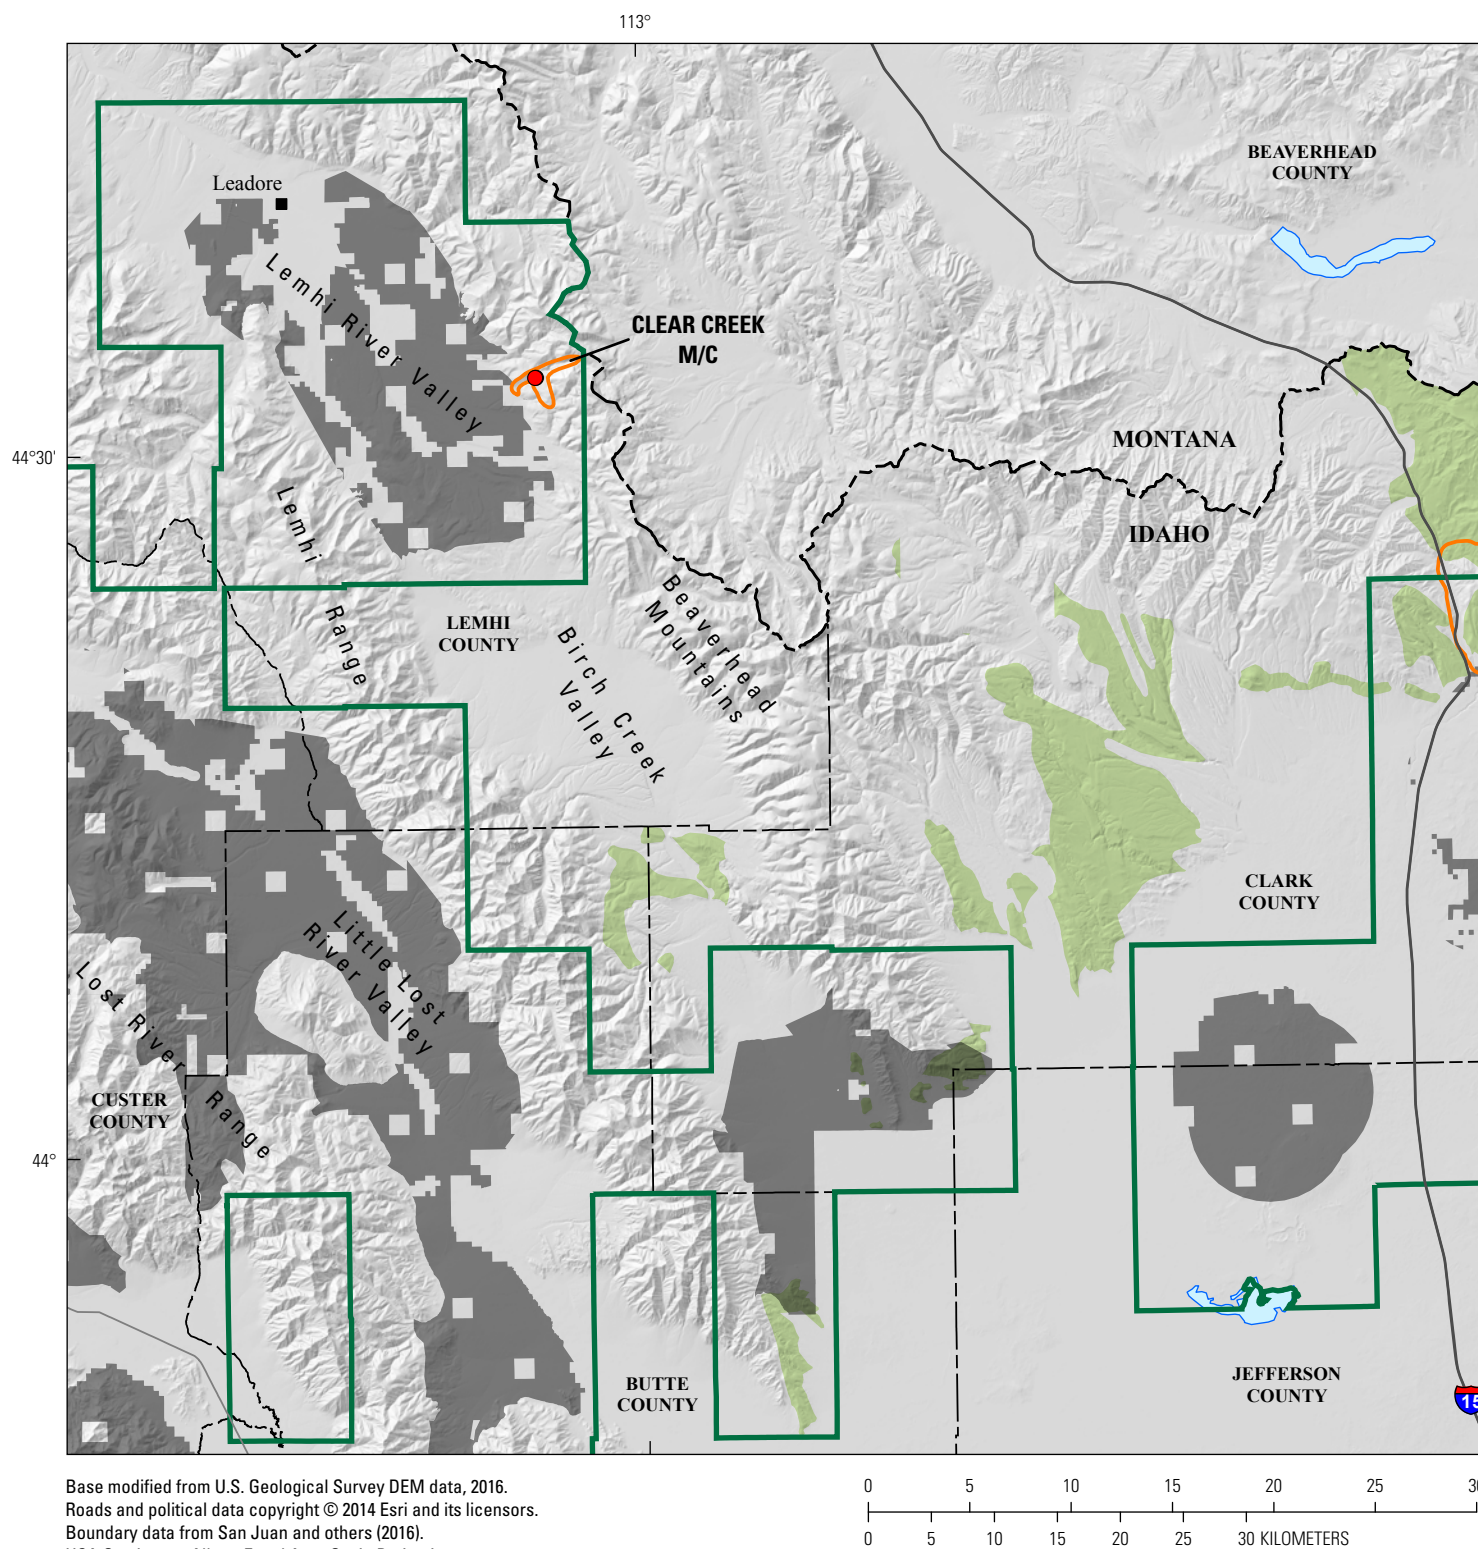 113°
BEAVERHEAD
COUNTY
Leadore
Lemhi River Valley
CLEAR CREEK
M/C
44°30'
MONTANA
IDAHO
Lemhi
Range
LEMHI
COUNTY
Beaverhead
Mountains
Birch Creek
Valley
CLARK
COUNTY
Little Lost
River Valley
Lost River
Range
CUSTER
COUNTY
44°
BUTTE
COUNTY
JEFFERSON
COUNTY
15
Base modified from U.S. Geological Survey DEM data, 2016.
Roads and political data copyright © 2014 Esri and its licensors.
Boundary data from San Juan and others (2016).
0 5 10 15 20 25 30
0 5 10 15 20 25 30 KILOMETERS